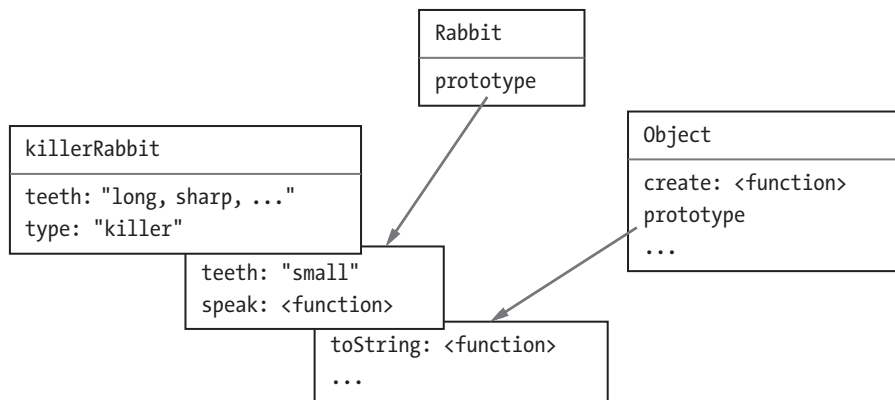 Rabbit
prototype
killerRabbit
teeth: "long, sharp, ..."
type: "killer"
Object
create: <function>
prototype
...
teeth: "small"
speak: <function>
toString: <function>
...